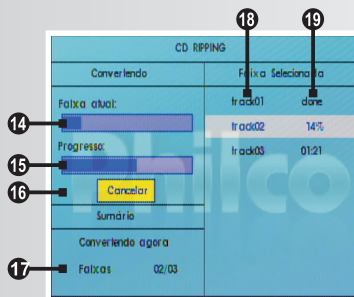 18 19
CD RIPPING
Convertendo
Faixa Selecionada
Faixa atual:
track01 done
14
track02 14%
Progresso:
track03 01:21
15
16 Cancelar
Sumário
Convertendo agora
17 Faixas 02/03
Philco